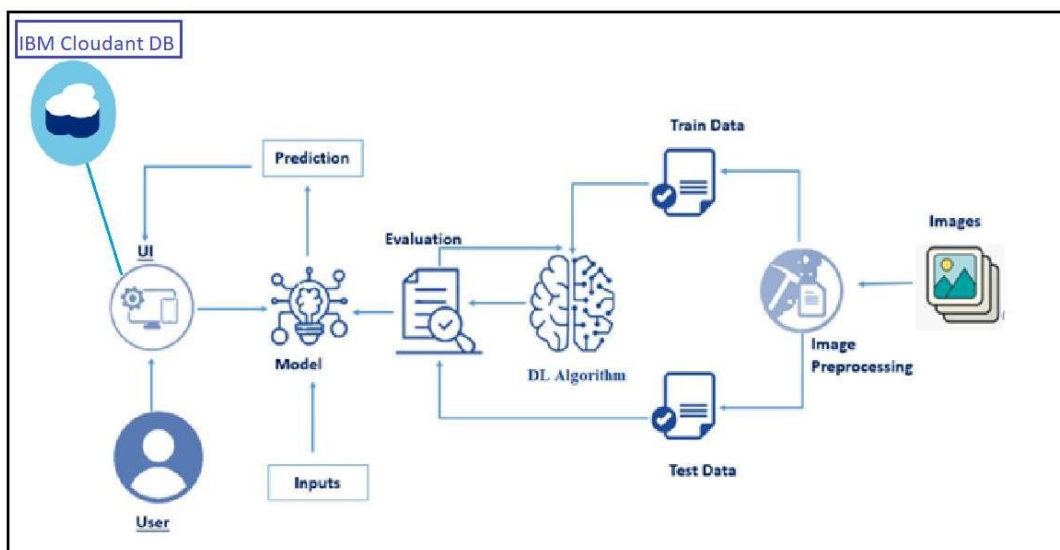 IBM Cloudant DB
Train Data
Prediction
Images
Evaluation
UI
Model
DL Algorithm
Image
Preprocessing
Inputs
Test Data
User